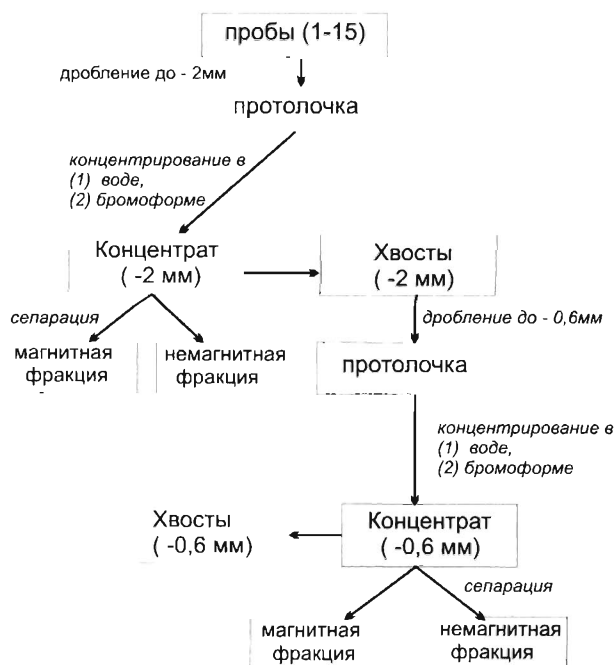 пробы (1-15)
дробление до - 2мм
протолочка
концентрирование в
(1) воде,
(2) бромоформе
Концентрат
( -2 мм)
Хвосты
( -2 мм)
сепарация
дробление до - 0,6мм
магнитная
фракция
немагнитная
фракция
протолочка
концентрирование в
(1) воде,
(2) бромоформе
Хвосты
( -0,6 мм)
Концентрат
( -0,6 мм)
сепарация
магнитная
фракция
немагнитная
фракция